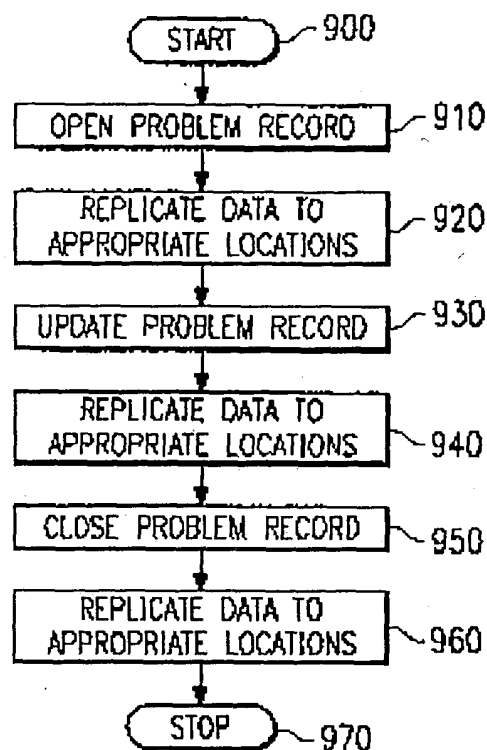 START
900
OPEN PROBLEM RECORD
910
REPLICATE DATA TO
APPROPRIATE LOCATIONS
920
UPDATE PROBLEM RECORD
930
REPLICATE DATA TO
APPROPRIATE LOCATIONS
940
CLOSE PROBLEM RECORD
950
REPLICATE DATA TO
APPROPRIATE LOCATIONS
960
STOP
970